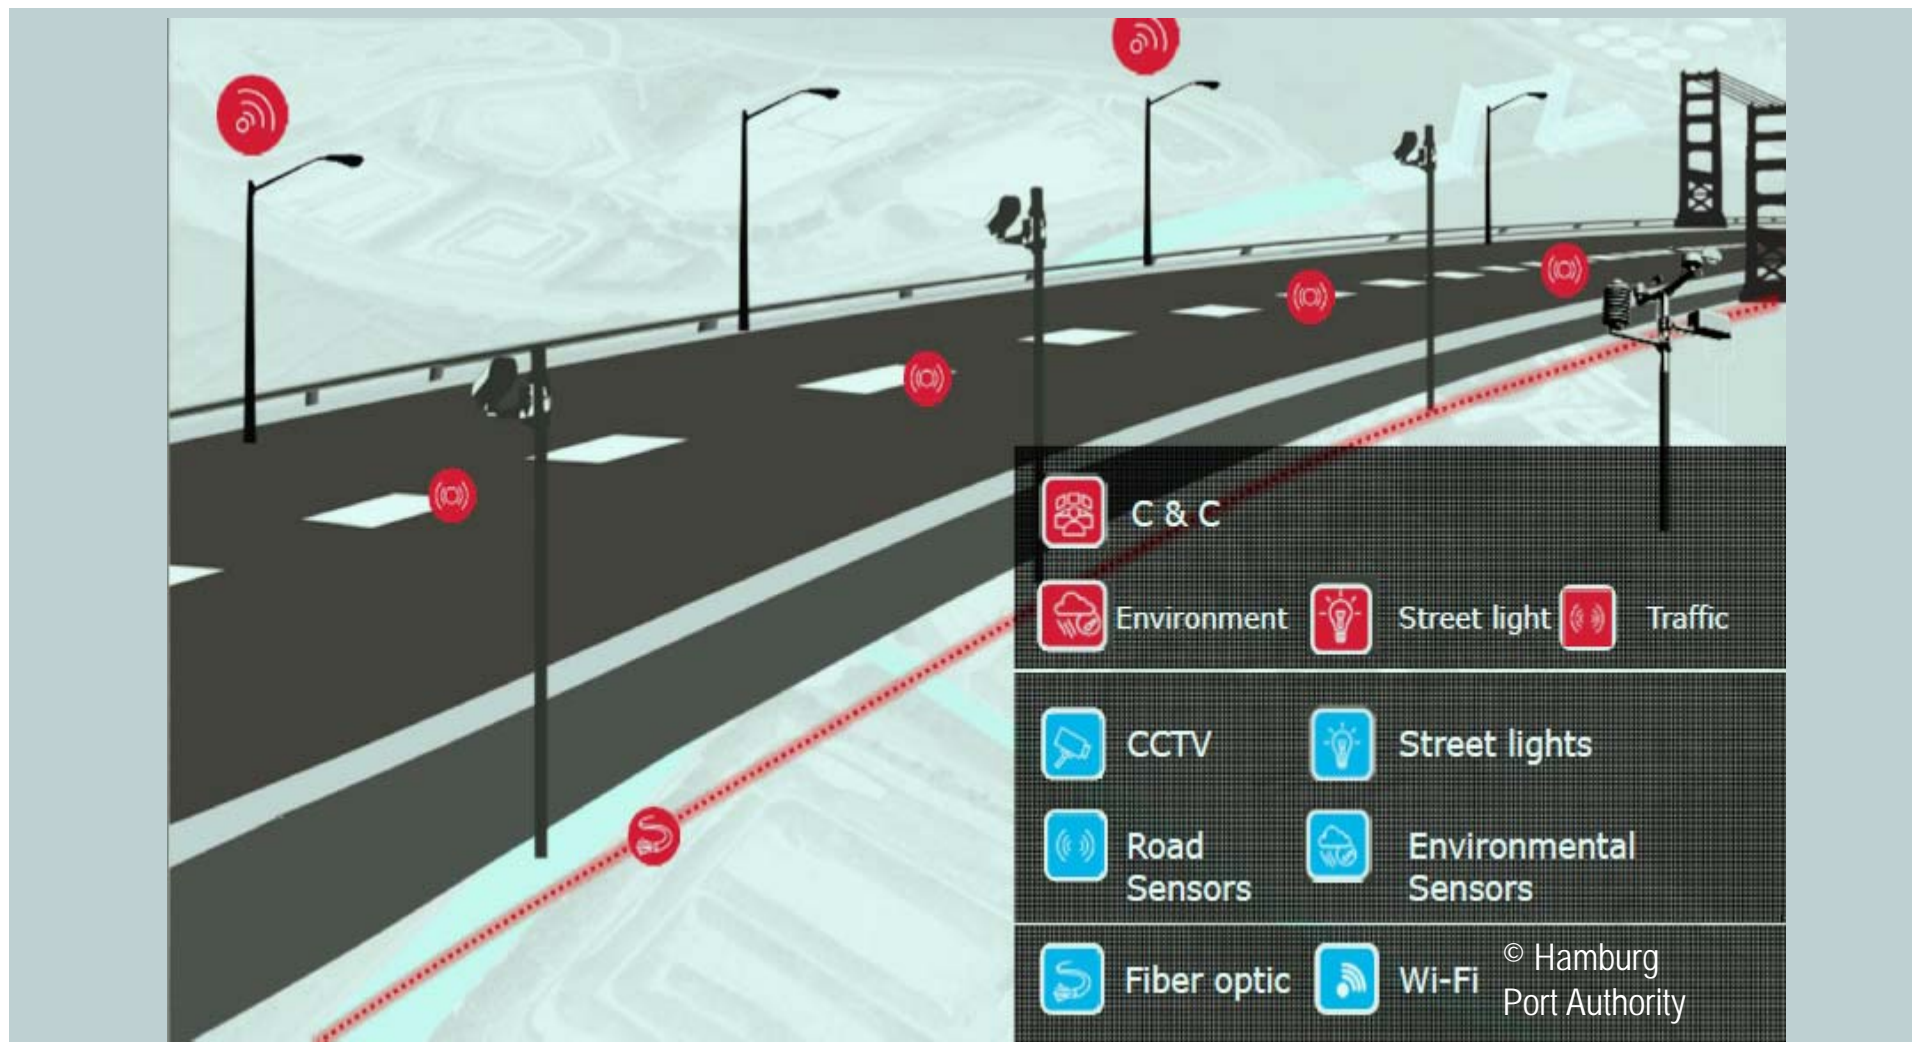 C & C
Environment
Street light
Traffic
CCTV
Street lights
Road
Sensors
Environmental
Sensors
Fiber optic
Wi-Fi
© Hamburg
Port Authority